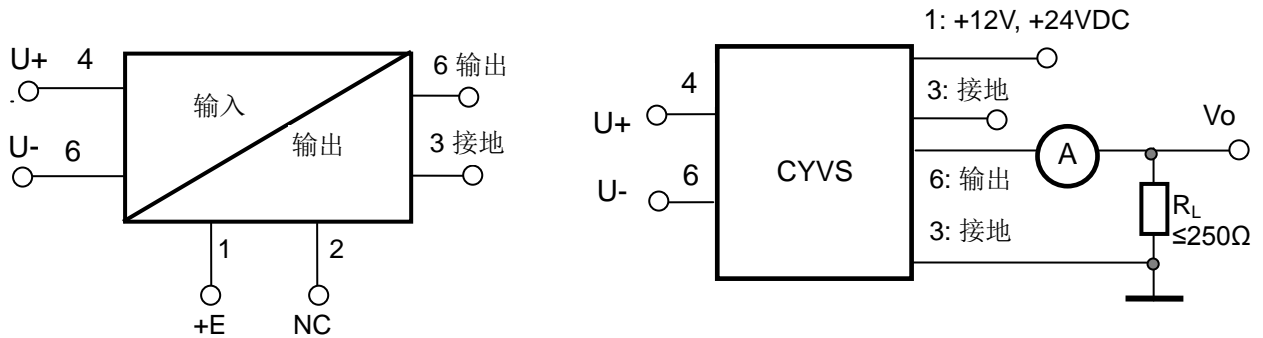 U+ 4
输入
6 输出
U- 6
输出
3 接地
1
2
+E
NC
1: +12V, +24VDC
4
3: 接地
U+
Vo
A
CYVS
6
U-
6: 输出
RL
≤250Ω
3: 接地